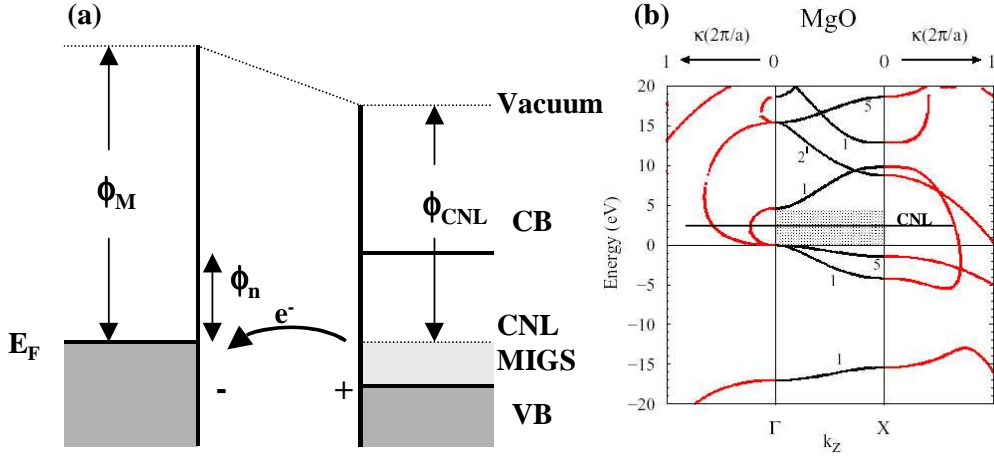 (a)
Vacuum
ϕM
ϕCNL
CB
ϕn
e-
CNL
EF
MIGS
-
+
VB
(b)
MgO
κ(2π/a)
κ(2π/a)
1
0
0
1
20
15
10
5
0
−5
−10
−15
−20
Energy (eV)
5
1
2'
1
CNL
5
1
1
Γ
X
kZ